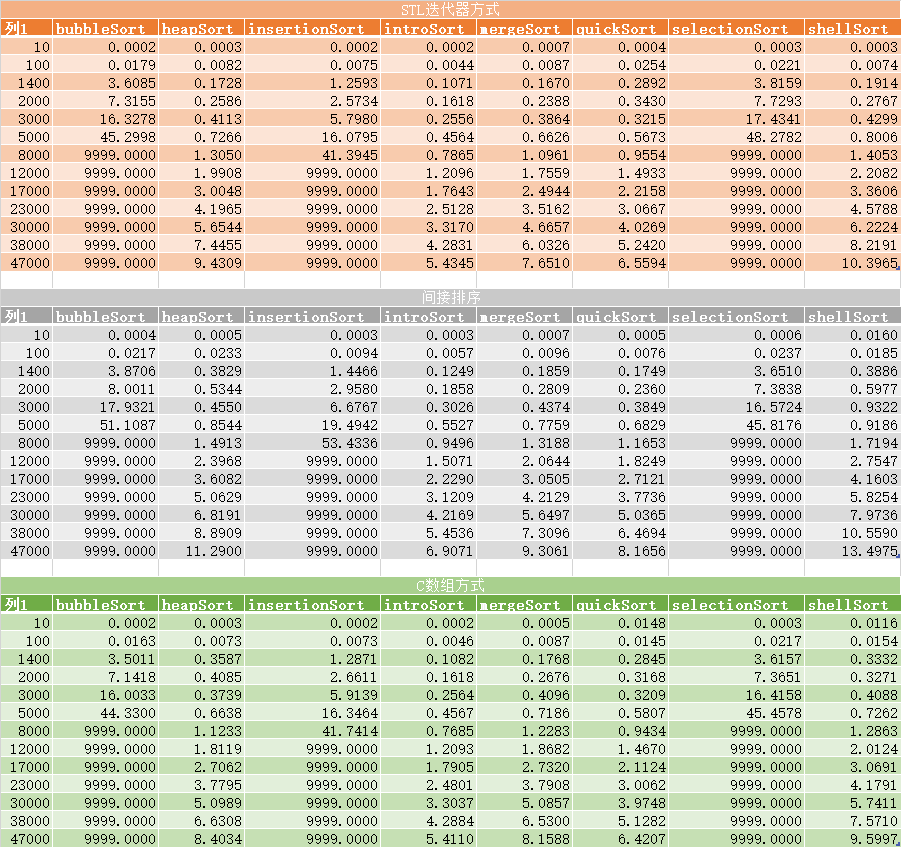 STL迭代器方式
列1 bubbleSort heapSort insertionSort introSort mergeSort quickSort selectionSort shellSort
10 0.0002 0.0003 0.0002 0.0002 0.0007 0.0004 0.0003 0.0003
100 0.0179 0.0082 0.0075 0.0044 0.0087 0.0254 0.0221 0.0074
1400 3.6085 0.1728 1.2593 0.1071 0.1670 0.2892 3.8159 0.1914
2000 7.3155 0.2586 2.5734 0.1618 0.2388 0.3430 7.7293 0.2767
3000 16.3278 0.4113 5.7980 0.2556 0.3864 0.3215 17.4341 0.4299
5000 45.2998 0.7266 16.0795 0.4564 0.6626 0.5673 48.2782 0.8006
8000 9999.0000 1.3050 41.3945 0.7865 1.0961 0.9554 9999.0000 1.4053
12000 9999.0000 1.9908 9999.0000 1.2096 1.7559 1.4933 9999.0000 2.2082
17000 9999.0000 3.0048 9999.0000 1.7643 2.4944 2.2158 9999.0000 3.3606
23000 9999.0000 4.1965 9999.0000 2.5128 3.5162 3.0667 9999.0000 4.5788
30000 9999.0000 5.6544 9999.0000 3.3170 4.6657 4.0269 9999.0000 6.2224
38000 9999.0000 7.4455 9999.0000 4.2831 6.0326 5.2420 9999.0000 8.2191
47000 9999.0000 9.4309 9999.0000 5.4345 7.6510 6.5594 9999.0000 10.3965
间接排序
列1 bubbleSort heapSort insertionSort introSort mergeSort quickSort selectionSort shellSort
10 0.0004 0.0005 0.0003 0.0003 0.0007 0.0005 0.0006 0.0160
100 0.0217 0.0233 0.0094 0.0057 0.0096 0.0076 0.0237 0.0185
1400 3.8706 0.3829 1.4466 0.1249 0.1859 0.1749 3.6510 0.3886
2000 8.0011 0.5344 2.9580 0.1858 0.2809 0.2360 7.3838 0.5977
3000 17.9321 0.4550 6.6767 0.3026 0.4374 0.3849 16.5724 0.9322
5000 51.1087 0.8544 19.4942 0.5527 0.7759 0.6829 45.8176 0.9186
8000 9999.0000 1.4913 53.4336 0.9496 1.3188 1.1653 9999.0000 1.7194
12000 9999.0000 2.3968 9999.0000 1.5071 2.0644 1.8249 9999.0000 2.7547
17000 9999.0000 3.6082 9999.0000 2.2290 3.0505 2.7121 9999.0000 4.1603
23000 9999.0000 5.0629 9999.0000 3.1209 4.2129 3.7736 9999.0000 5.8254
30000 9999.0000 6.8191 9999.0000 4.2169 5.6497 5.0365 9999.0000 7.9736
38000 9999.0000 8.8909 9999.0000 5.4536 7.3096 6.4694 9999.0000 10.5590
47000 9999.0000 11.2900 9999.0000 6.9071 9.3061 8.1656 9999.0000 13.4975
C数组方式
列1 bubbleSort heapSort insertionSort introSort mergeSort quickSort selectionSort shellSort
10 0.0002 0.0003 0.0002 0.0002 0.0005 0.0148 0.0003 0.0116
100 0.0163 0.0073 0.0073 0.0046 0.0087 0.0145 0.0217 0.0154
1400 3.5011 0.3587 1.2871 0.1082 0.1768 0.2845 3.6157 0.3332
2000 7.1418 0.4085 2.6611 0.1618 0.2676 0.3168 7.3651 0.3271
3000 16.0033 0.3739 5.9139 0.2564 0.4096 0.3209 16.4158 0.4088
5000 44.3300 0.6638 16.3464 0.4567 0.7186 0.5807 45.4578 0.7262
8000 9999.0000 1.1233 41.7414 0.7685 1.2283 0.9434 9999.0000 1.2863
12000 9999.0000 1.8119 9999.0000 1.2093 1.8682 1.4670 9999.0000 2.0124
17000 9999.0000 2.7062 9999.0000 1.7905 2.7320 2.1124 9999.0000 3.0691
23000 9999.0000 3.7795 9999.0000 2.4801 3.7908 3.0062 9999.0000 4.1791
30000 9999.0000 5.0989 9999.0000 3.3037 5.0857 3.9748 9999.0000 5.7411
38000 9999.0000 6.6308 9999.0000 4.2884 6.5300 5.1282 9999.0000 7.5710
47000 9999.0000 8.4034 9999.0000 5.4110 8.1588 6.4207 9999.0000 9.5997